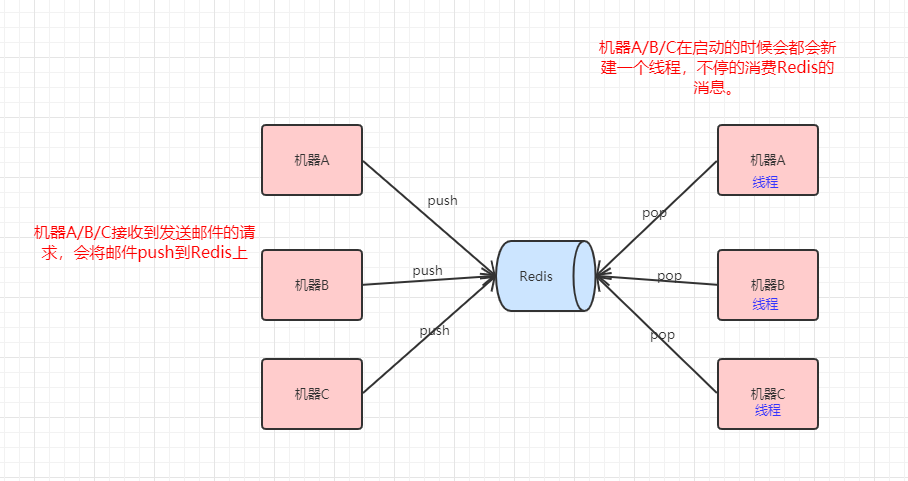 机器A/B/C在启动的时候会都会新
建一个线程，不停的消费Redis的
消息。
机器A
push
机器A
线程
pop
机器A/B/C接收到发送邮件的请
求，会将邮件push到Redis上
机器B
push
Redis
pop
机器B
线程
push
pop
机器C
机器C
线程